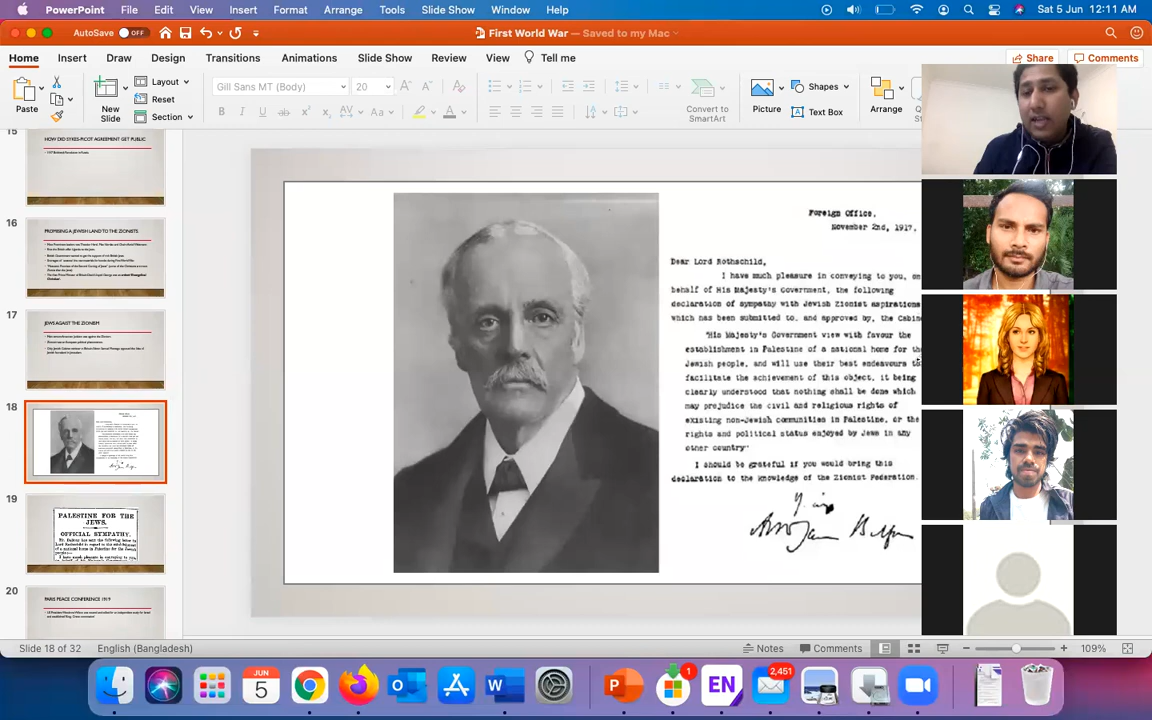 PowerPoint File Edit View Insert Format Arrange Tools Slide Show Window Help Sat 5 Jun 12:11 AM
AutoSave OFF First World War — Saved to my Mac
Home Insert Draw Design Transitions Animations Slide Show Review View Tell me Share Comments
Paste New Slide Layout Reset Section Gill Sans MT (Body) 20 Convert to SmartArt Picture Shapes Text Box Arrange
15
HOW DID SYKES-PICOT AGREEMENT GET PUBLIC
16
PROMISING A JEWISH LAND TO THE ZIONISTS
17
JEWS AGAIST THE ZIONISM
18
19
PALESTINE FOR THE
JEWS.
OFFICIAL SYMPATHY.
20
PARIS PEACE CONFERENCE 1919
Foreign Office,
November 2nd, 1917.
Dear Lord Rothschild,
I have much pleasure in conveying to you, on
behalf of His Majesty's Government, the following
declaration of sympathy with Jewish Zionist aspirations
which has been submitted to, and approved by, the Cabine
"His Majesty's Government view with favour the
establishment in Palestine of a national home for the
Jewish people, and will use their best endeavours to
facilitate the achievement of this object, it being
clearly understood that nothing shall be done which
may prejudice the civil and religious rights of
existing non-Jewish communities in Palestine, or the
rights and political status enjoyed by Jews in any
other country"
I should be grateful if you would bring this
declaration to the knowledge of the Zionist Federation.
Slide 18 of 32 English (Bangladesh) Notes Comments 109%
JUN
5
W P 1 EN 2,451